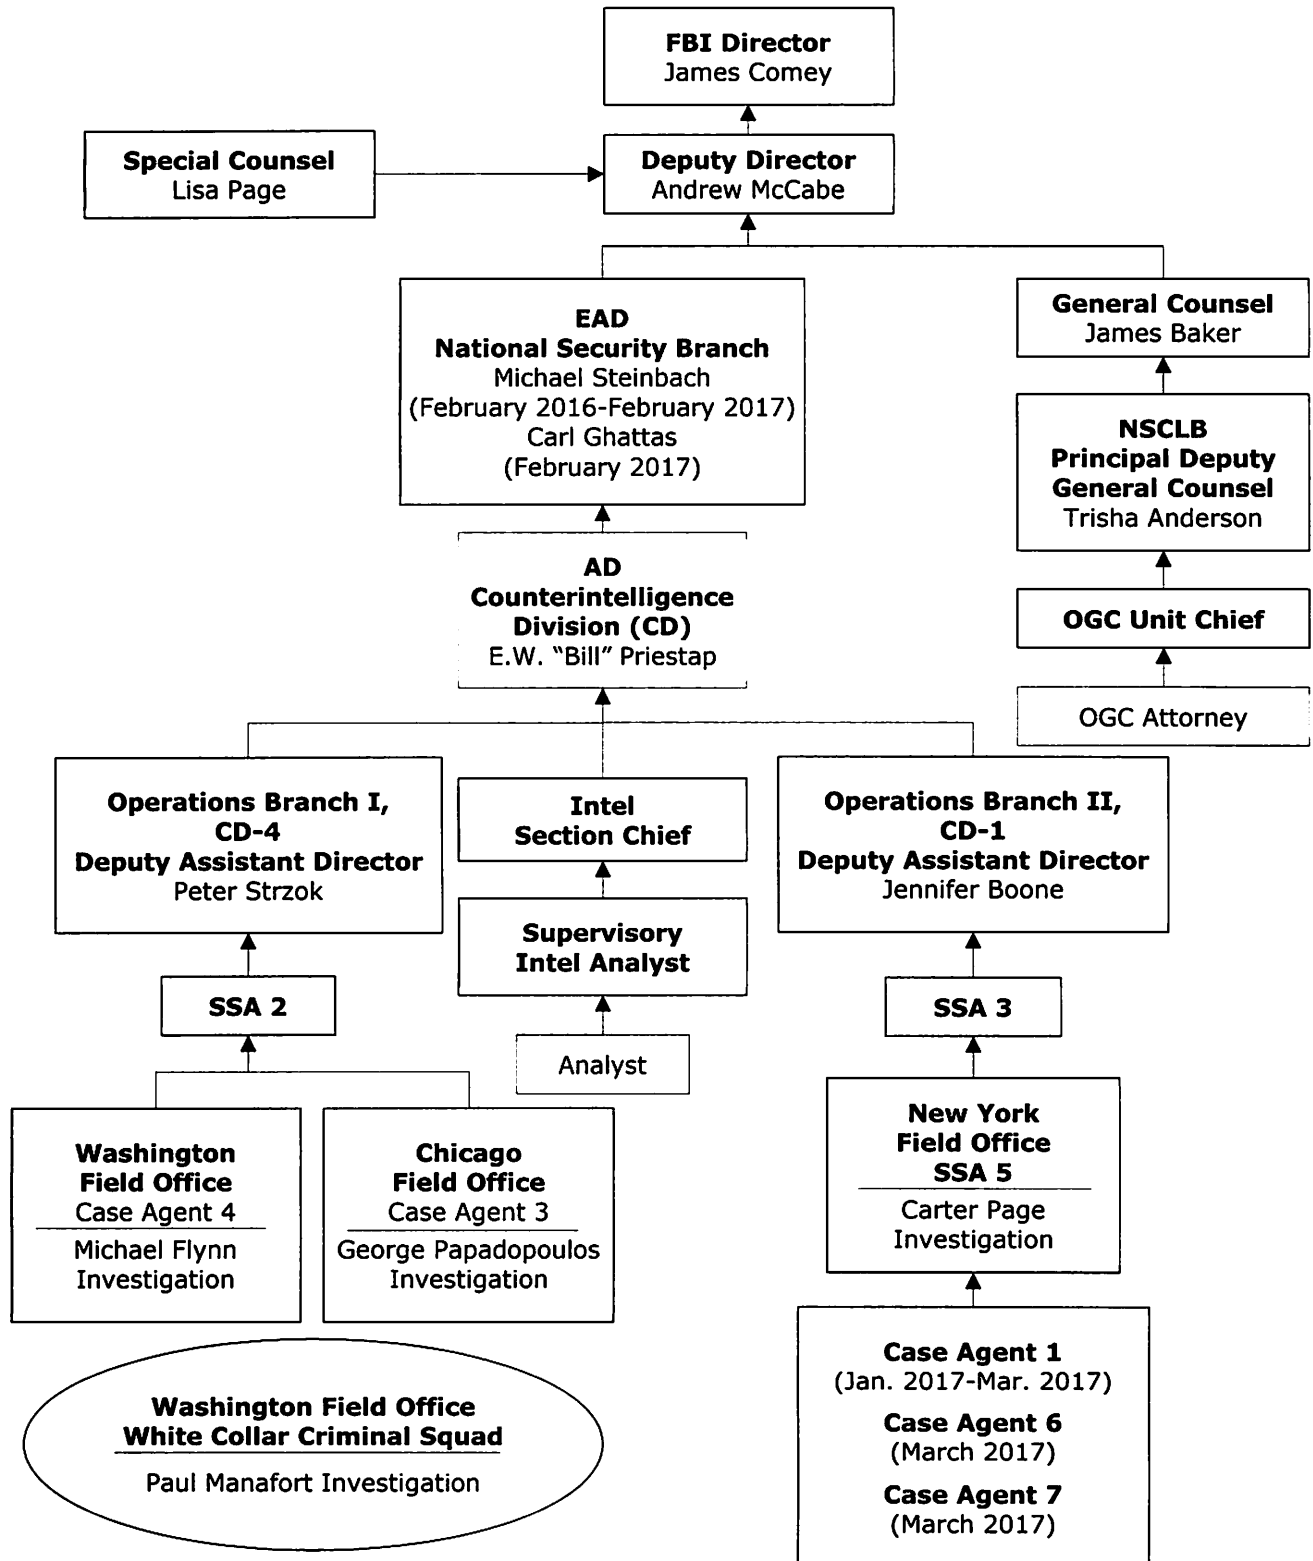 FBI Director
James Comey
Special Counsel
Lisa Page
Deputy Director
Andrew McCabe
EAD
National Security Branch
Michael Steinbach
(February 2016-February 2017)
Carl Ghattas
(February 2017)
General Counsel
James Baker
NSCLB
Principal Deputy
General Counsel
Trisha Anderson
OGC Unit Chief
OGC Attorney
AD
Counterintelligence
Division (CD)
E.W. “Bill” Priestap
Operations Branch I,
CD-4
Deputy Assistant Director
Peter Strzok
Intel
Section Chief
Operations Branch II,
CD-1
Deputy Assistant Director
Jennifer Boone
Supervisory
Intel Analyst
Analyst
SSA 2
SSA 3
Washington
Field Office
Case Agent 4
Michael Flynn
Investigation
Chicago
Field Office
Case Agent 3
George Papadopoulos
Investigation
New York
Field Office
SSA 5
Carter Page
Investigation
Case Agent 1
(Jan. 2017-Mar. 2017)
Case Agent 6
(March 2017)
Case Agent 7
(March 2017)
Washington Field Office
White Collar Criminal Squad
Paul Manafort Investigation